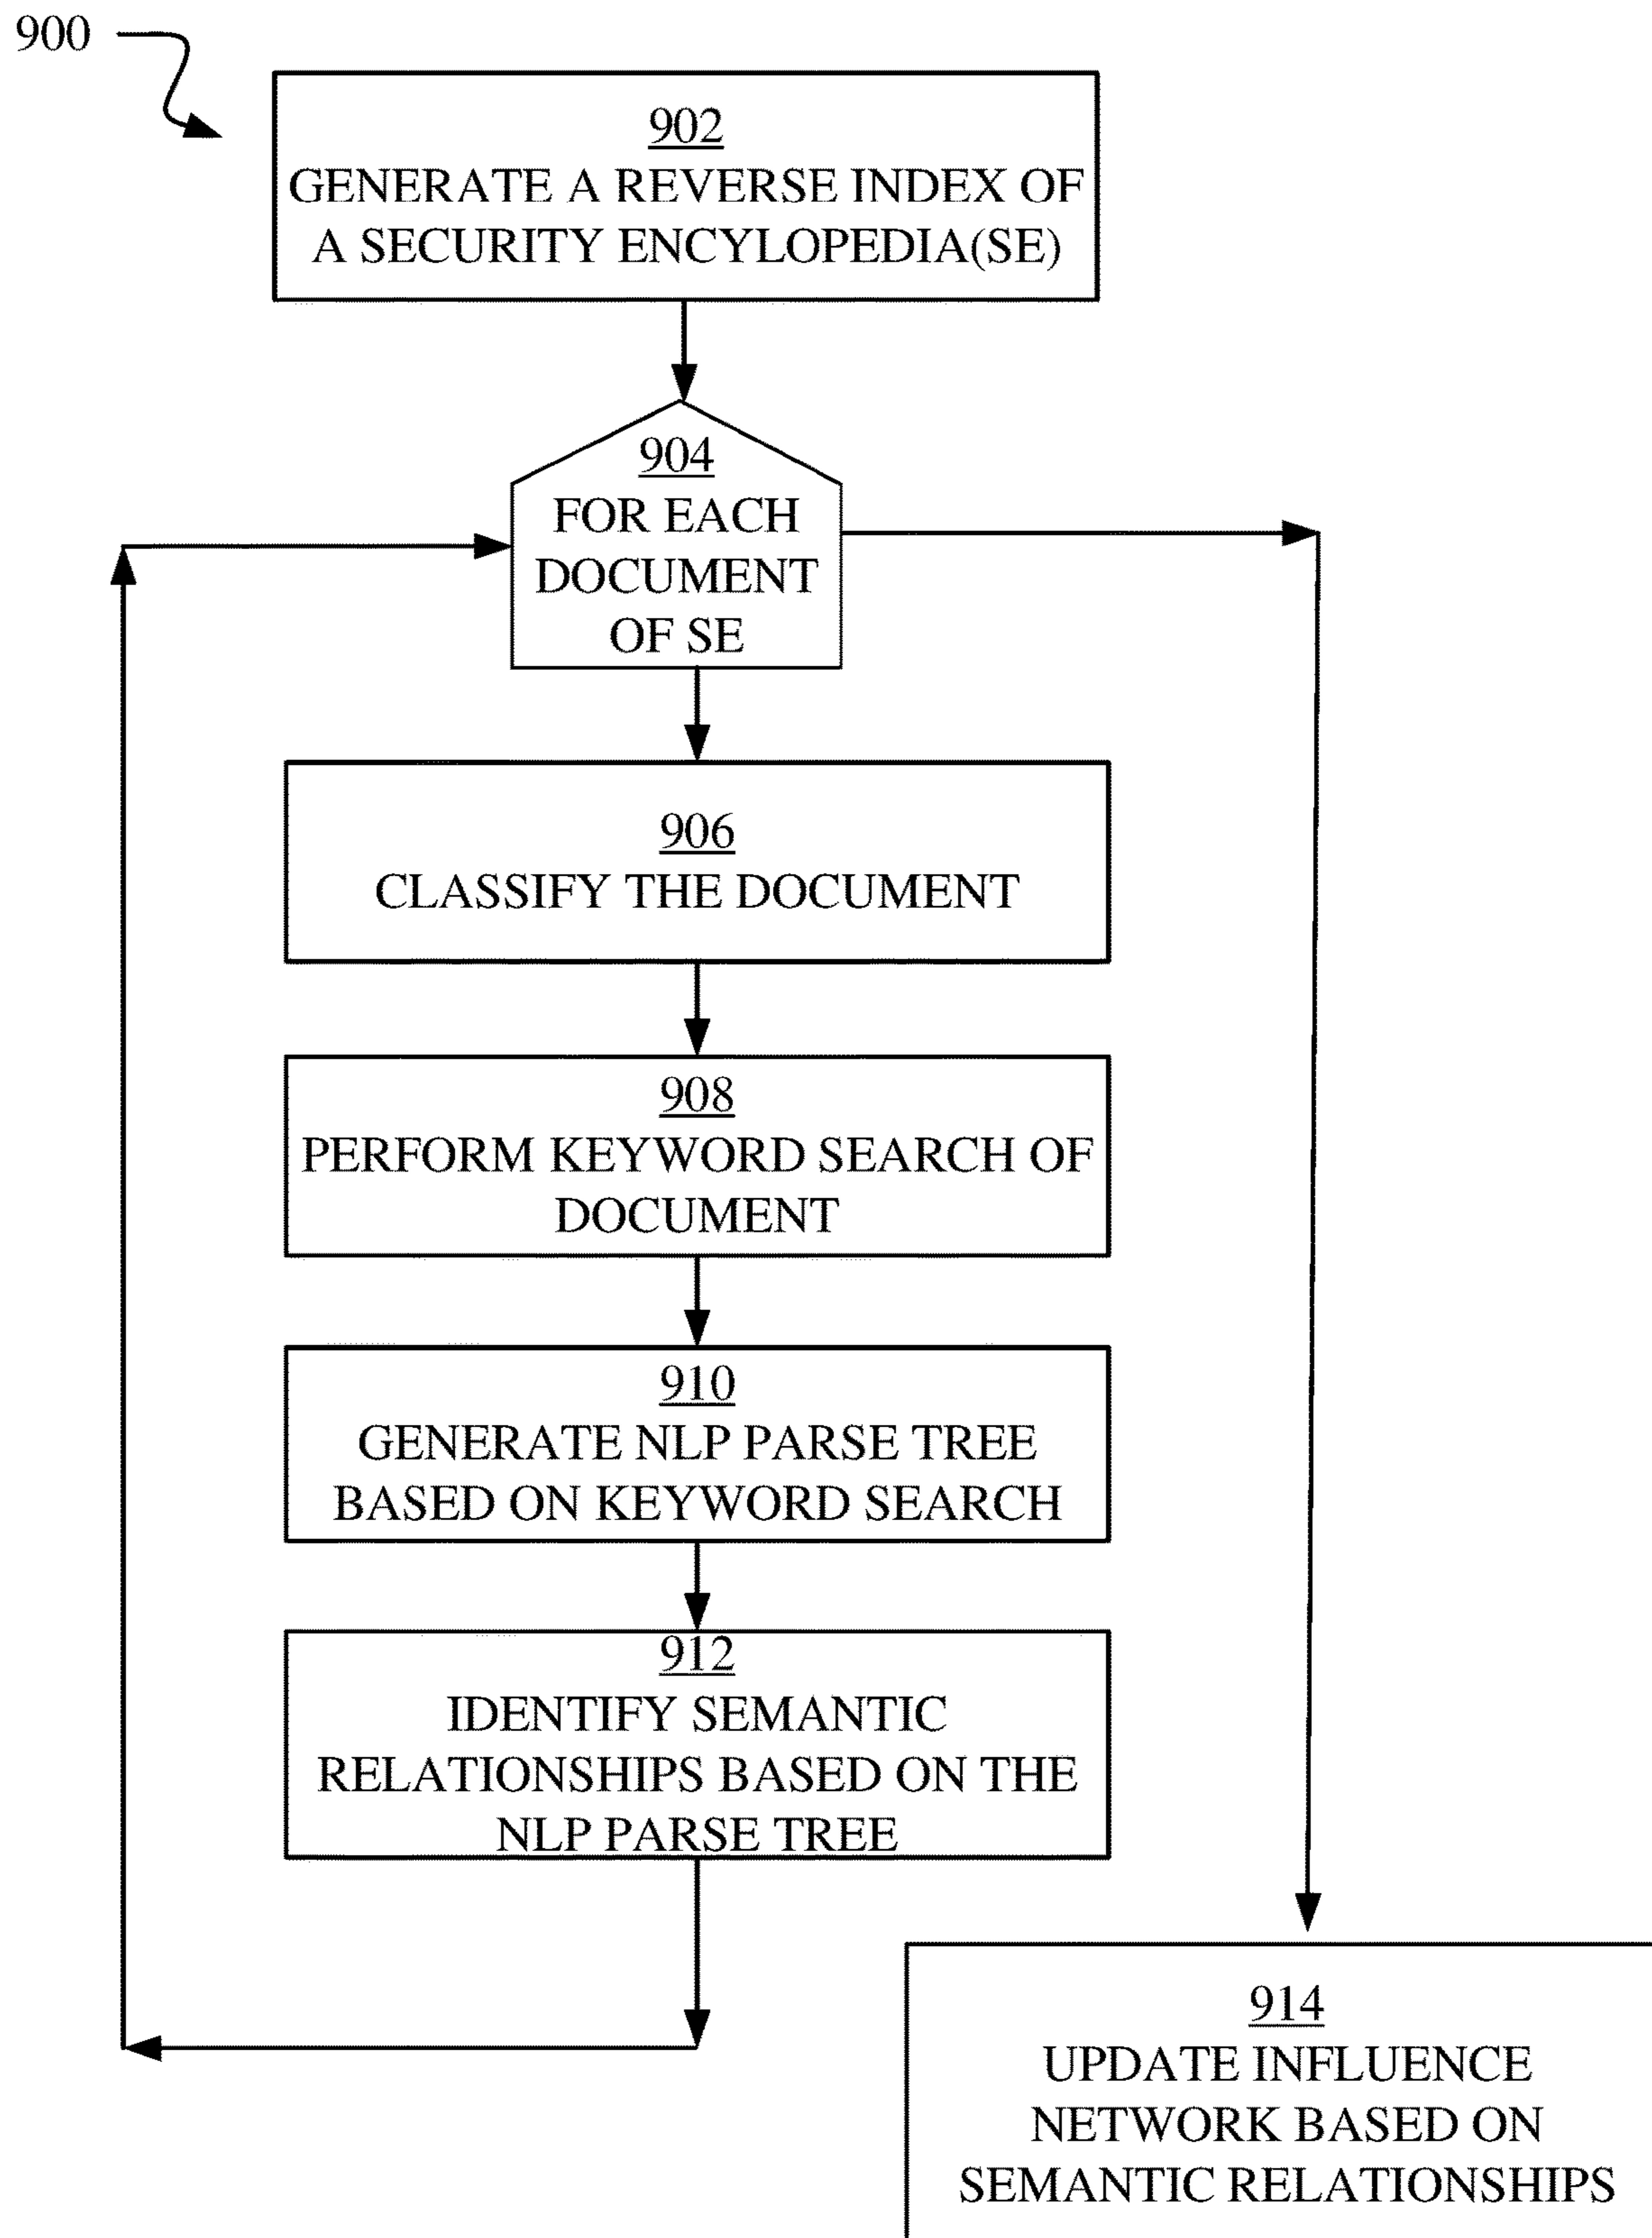 900
902
GENERATE A REVERSE INDEX OF
A SECURITY ENCYLOPEDIA(SE)
904
FOR EACH
DOCUMENT
OF SE
906
CLASSIFY THE DOCUMENT
908
PERFORM KEYWORD SEARCH OF
DOCUMENT
910
GENERATE NLP PARSE TREE
BASED ON KEYWORD SEARCH
912
IDENTIFY SEMANTIC
RELATIONSHIPS BASED ON THE
NLP PARSE TREE
914
UPDATE INFLUENCE
NETWORK BASED ON
SEMANTIC RELATIONSHIPS